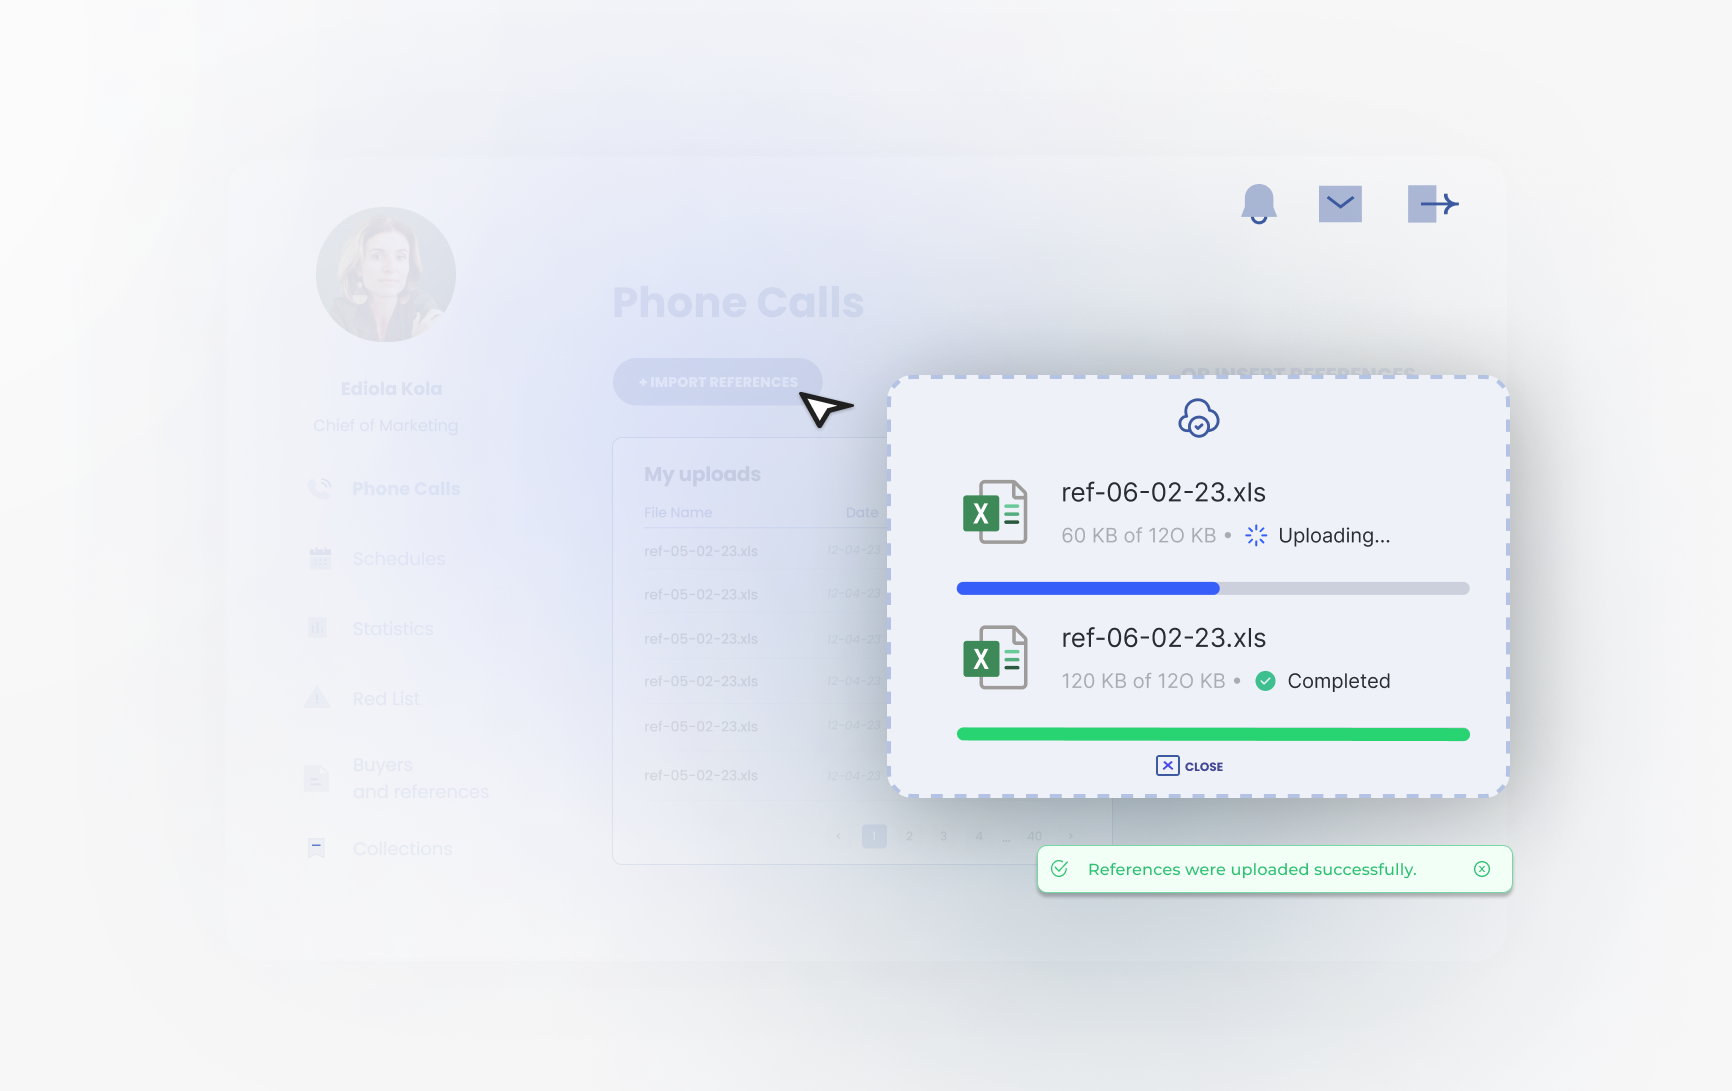 Phone Calls
+ IMPORT REFERENCES
OR INSERT REFERENCES
Ediola Kola
Chief of Marketing
Phone Calls
Schedules
Statistics
Red List
Buyers
and references
Collections
My uploads
File Name Date
ref-05-02-23.xls 12-04-23
ref-05-02-23.xls 12-04-23
ref-05-02-23.xls 12-04-23
ref-05-02-23.xls 12-04-23
ref-05-02-23.xls 12-04-23
ref-05-02-23.xls 12-04-23
‹ 1 2 3 4 ... 40 ›
X
ref-06-02-23.xls
60 KB of 120 KB • Uploading...
X
ref-06-02-23.xls
120 KB of 120 KB • Completed
CLOSE
References were uploaded successfully.